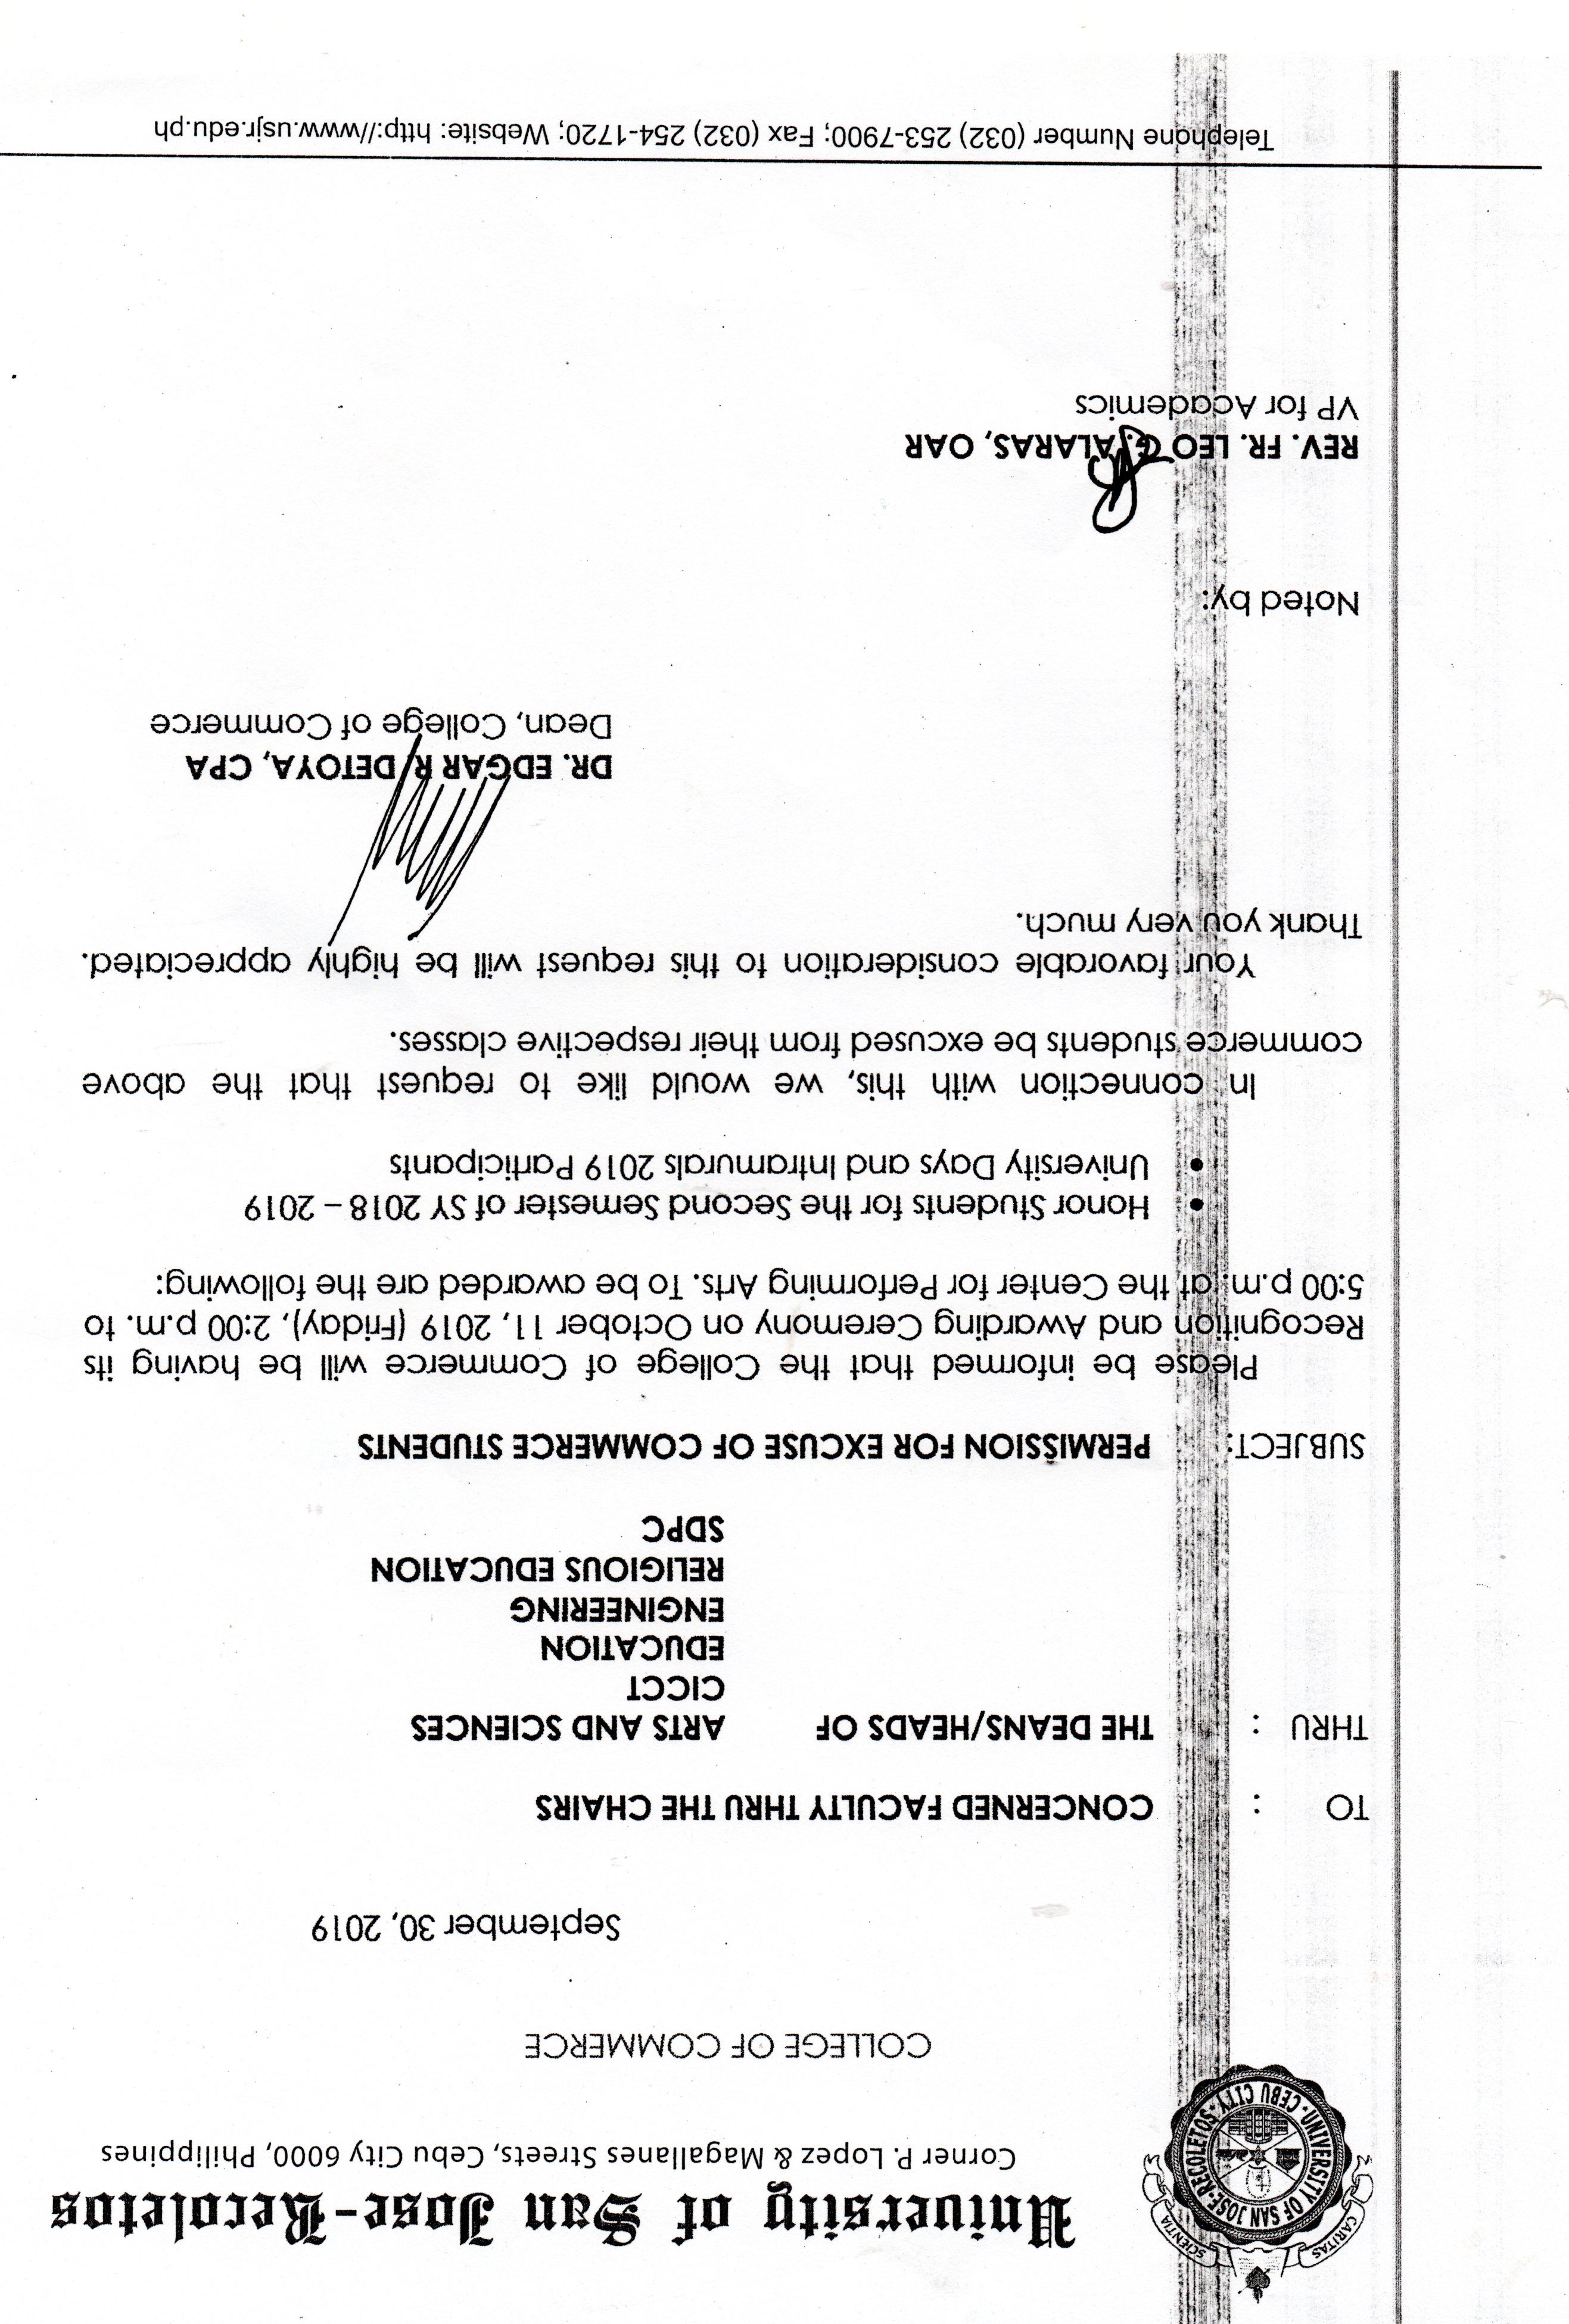 University of San Jose-Recoletos
Corner P. Lopez & Magallanes Streets, Cebu City 6000, Philippines
UNIVERSITY OF SAN JOSE-RECOLETOS · CEBU CITY ·
SCIENTIA
CARITAS
COLLEGE OF COMMERCE
September 30, 2019
TO : CONCERNED FACULTY THRU THE CHAIRS
THRU : THE DEANS/HEADS OF ARTS AND SCIENCES
CICCT
EDUCATION
ENGINEERING
RELIGIOUS EDUCATION
SDPC
SUBJECT: PERMISSION FOR EXCUSE OF COMMERCE STUDENTS
Please be informed that the College of Commerce will be having its
Recognition and Awarding Ceremony on October 11, 2019 (Friday), 2:00 p.m. to
5:00 p.m. at the Center for Performing Arts. To be awarded are the following:
• Honor Students for the Second Semester of SY 2018 – 2019
• University Days and Intramurals 2019 Participants
In connection with this, we would like to request that the above
commerce students be excused from their respective classes.
Your favorable consideration to this request will be highly appreciated.
Thank you very much.
DR. EDGAR R. DETOYA, CPA
Dean, College of Commerce
Noted by:
REV. FR. LEO G. ALARAS, OAR
VP for Academics
Telephone Number (032) 253-7900; Fax (032) 254-1720; Website: http://www.usjr.edu.ph